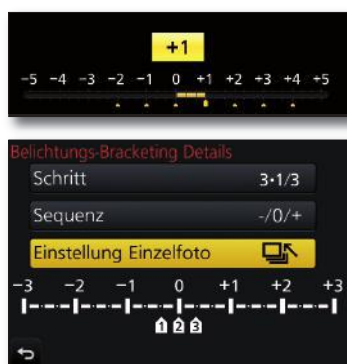 +1
-5 -4 -3 -2 -1 0 +1 +2 +3 +4 +5
Belichtungs-Bracketing Details
Schritt 3•1/3
Sequenz -/0/+
Einstellung Einzelfoto
-3 -2 -1 0 +1 +2 +3
1 2 3